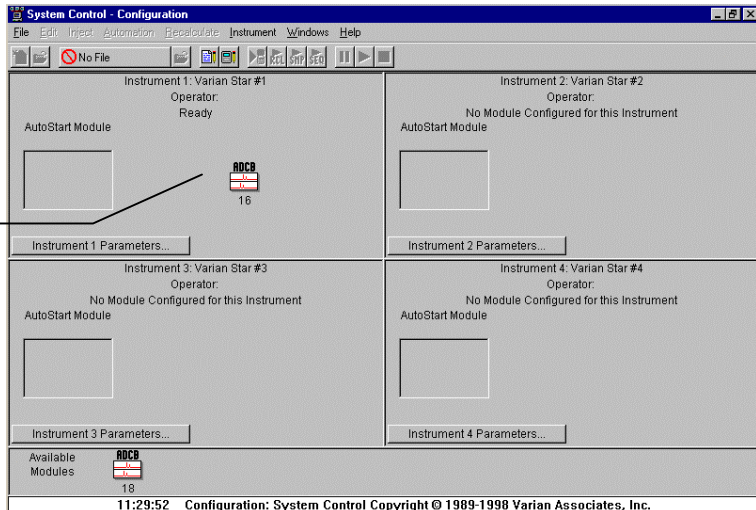 System Control - Configuration
File Edit Inject Automation Recalculate Instrument Windows Help
No File RCL SMP SEQ
Instrument 1: Varian Star #1
Operator:
Ready
AutoStart Module
ADCB
16
Instrument 1 Parameters...
Instrument 2: Varian Star #2
Operator:
No Module Configured for this Instrument
AutoStart Module
Instrument 2 Parameters...
Instrument 3: Varian Star #3
Operator:
No Module Configured for this Instrument
AutoStart Module
Instrument 3 Parameters...
Instrument 4: Varian Star #4
Operator:
No Module Configured for this Instrument
AutoStart Module
Instrument 4 Parameters...
Available
Modules
ADCB
18
11:29:52 Configuration: System Control Copyright © 1989-1998 Varian Associates, Inc.